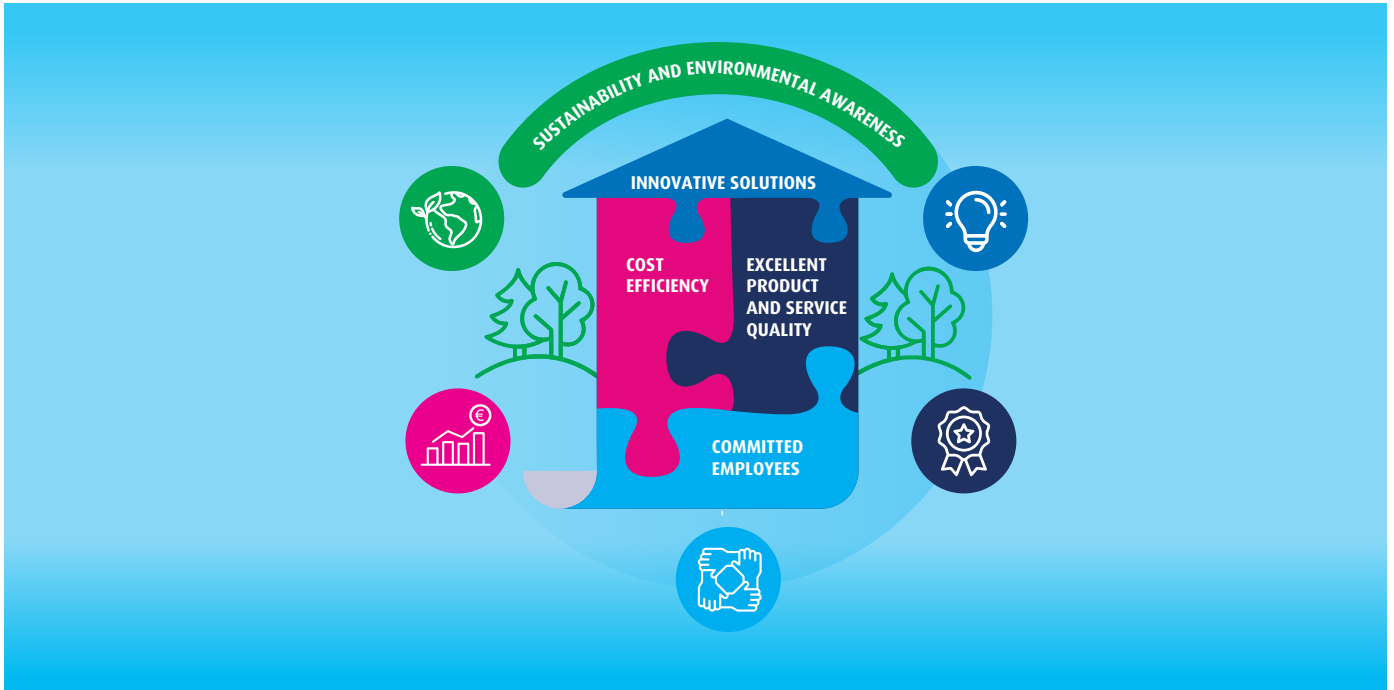 SUSTAINABILITY AND ENVIRONMENTAL AWARENESS
INNOVATIVE SOLUTIONS
COST
EFFICIENCY
EXCELLENT
PRODUCT
AND SERVICE
QUALITY
€
COMMITTED
EMPLOYEES